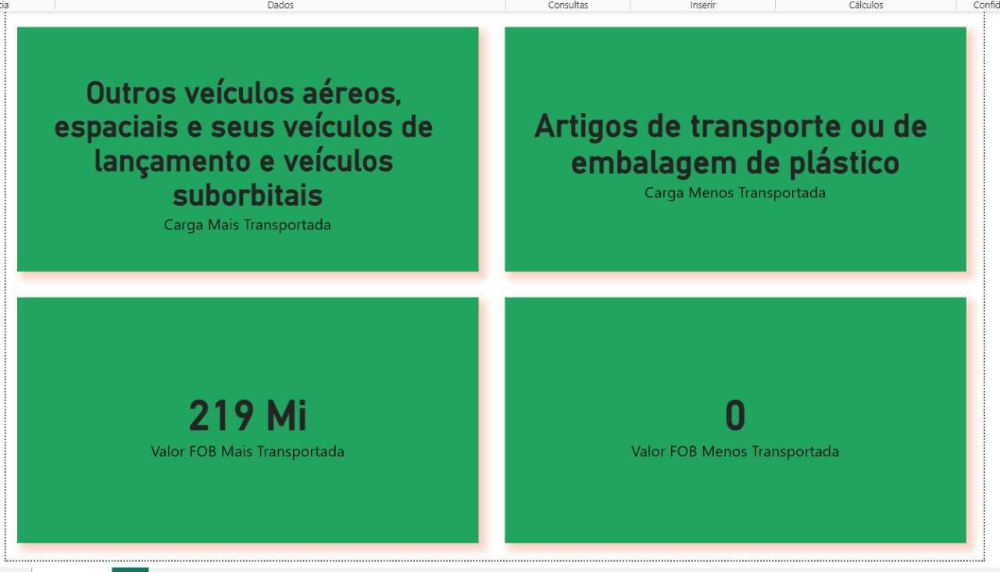 Dados
Consultas
Inserir
Cálculos
Outros veículos aéreos,
espaciais e seus veículos de
lançamento e veículos
suborbitais
Carga Mais Transportada
Artigos de transporte ou de
embalagem de plástico
Carga Menos Transportada
219 Mi
Valor FOB Mais Transportada
0
Valor FOB Menos Transportada